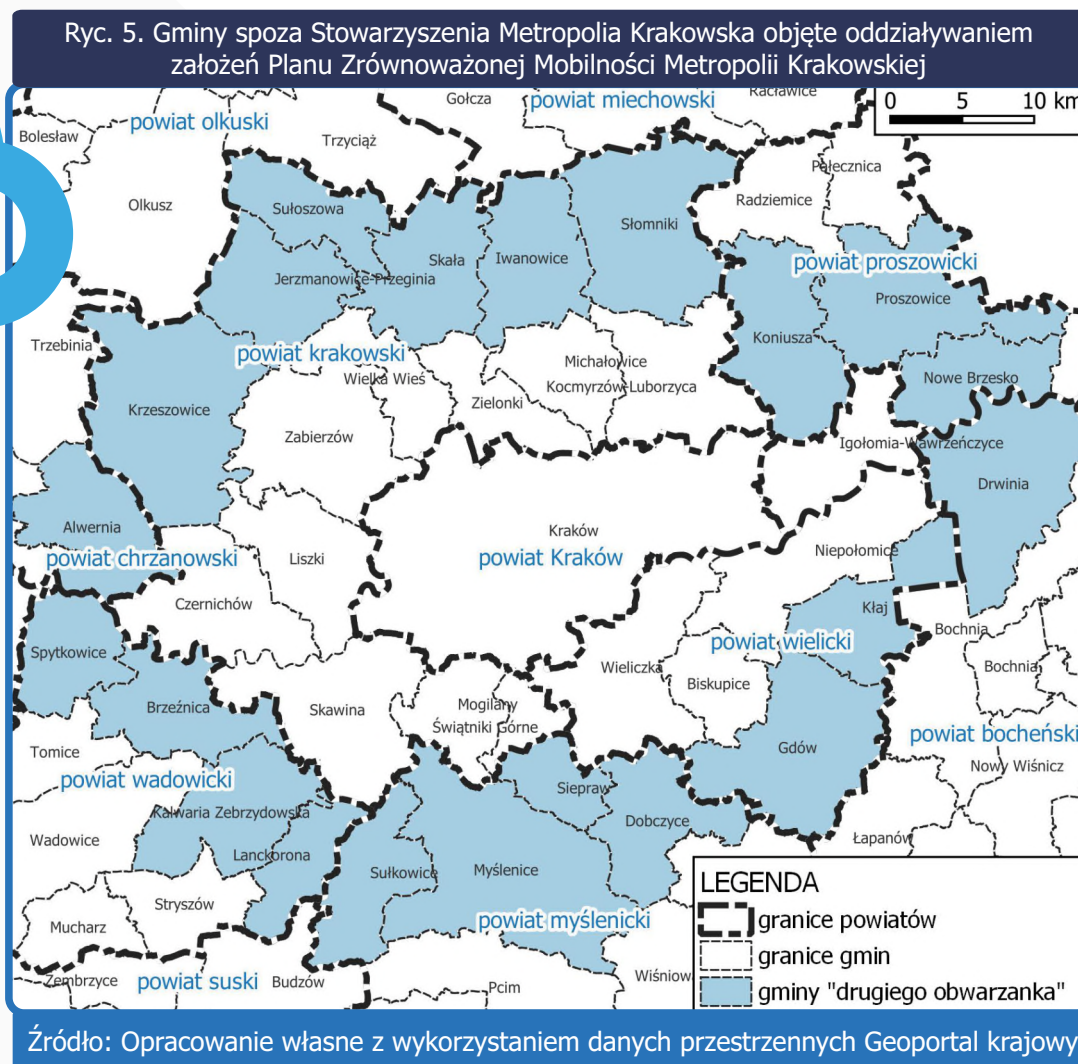 Ryc. 5. Gminy spoza Stowarzyszenia Metropolia Krakowska objęte oddziaływaniem
założeń Planu Zrównoważonej Mobilności Metropolii Krakowskiej
Gołcza
powiat miechowski
Racławice
0 5 10 km
Bolesław
powiat olkuski
Trzyciąż
Pałecznica
Olkusz
Sułoszowa
Radziemice
Słomniki
Skała
Iwanowice
powiat proszowicki
Jerzmanowice-Przeginia
Proszowice
Trzebinia
powiat krakowski
Koniusza
Michałowice
Wielka Wieś
Nowe Brzesko
Kocmyrzów-Luborzyca
Krzeszowice
Zielonki
Zabierzów
Igołomia-Wawrzeńczyce
Drwinia
Alwernia
Kraków
powiat chrzanowski
Liszki
powiat Kraków
Niepołomice
Czernichów
Kłaj
Bochnia
powiat wielicki
Spytkowice
Wieliczka
Bochnia
Biskupice
Brzeźnica
Skawina
Mogilany
Świątniki Górne
powiat bocheński
Tomice
Gdów
Nowy Wiśnicz
powiat wadowicki
Siepraw
Kalwaria Zebrzydowska
Dobczyce
Wadowice
Łapanów
Lanckorona
Sułkowice
Myślenice
LEGENDA
Stryszów
granice powiatów
Mucharz
powiat myślenicki
granice gmin
Zembrzyce
powiat suski
Budzów
Pcim
Wiśniow
gminy "drugiego obwarzanka"
Źródło: Opracowanie własne z wykorzystaniem danych przestrzennych Geoportal krajowy